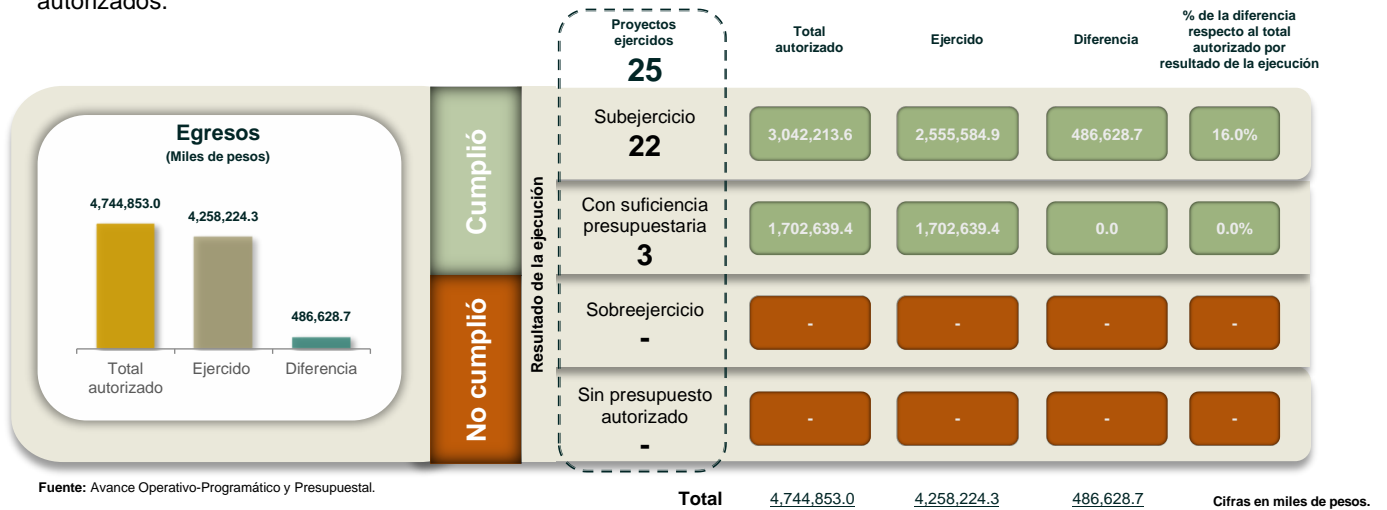 autorizados.
Proyectos
ejercidos
25
Total
autorizado
Ejercido
Diferencia
% de la diferencia
respecto al total
autorizado por
resultado de la ejecución
Egresos
(Miles de pesos)
4,744,853.0
4,258,224.3
486,628.7
Total
autorizado
Ejercido
Diferencia
Cumplió
No cumplió
Resultado de la ejecución
Subejercicio
22
3,042,213.6
2,555,584.9
486,628.7
16.0%
Con suficiencia
presupuestaria
3
1,702,639.4
1,702,639.4
0.0
0.0%
Sobreejercicio
-
-
-
-
-
Sin presupuesto
autorizado
-
-
-
-
-
Fuente: Avance Operativo-Programático y Presupuestal.
Total 4,744,853.0 4,258,224.3 486,628.7 Cifras en miles de pesos.